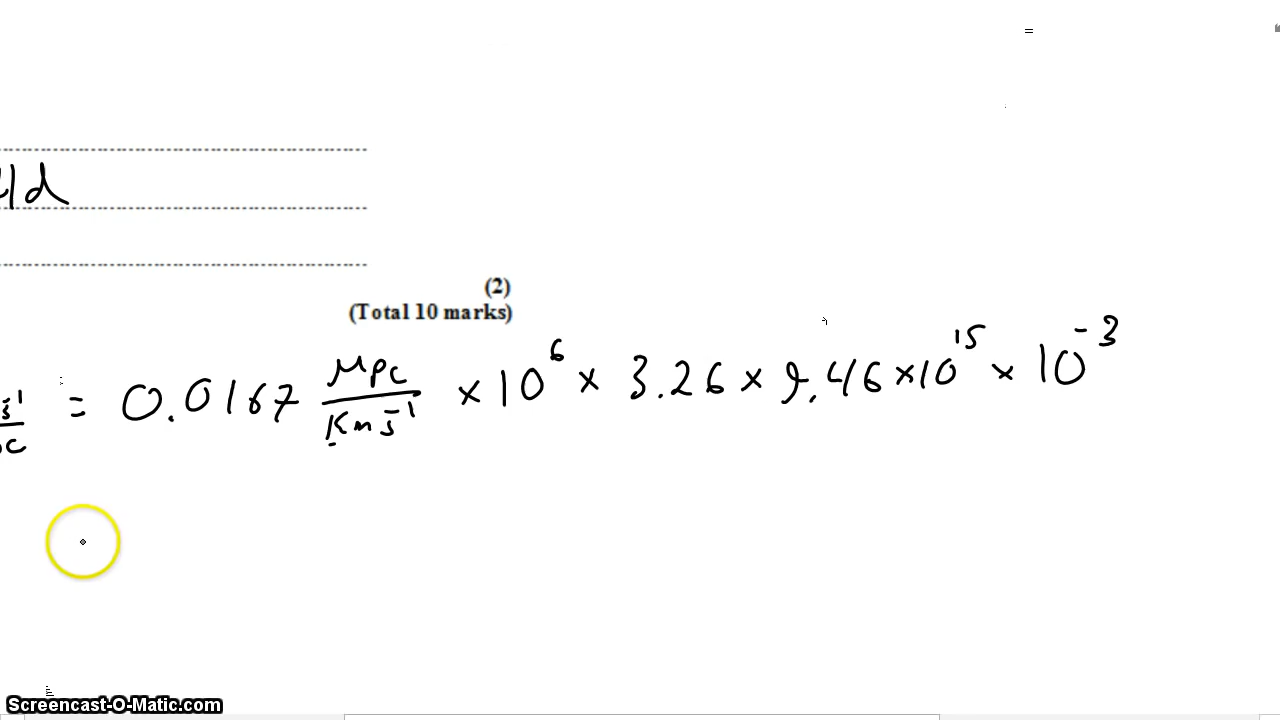 =
d
(2)
(Total 10 marks)
= 0.0167 Mpc/Kms⁻¹ × 10⁶ × 3.26 × 9.46 × 10¹⁵ × 10⁻³
Screencast-O-Matic.com